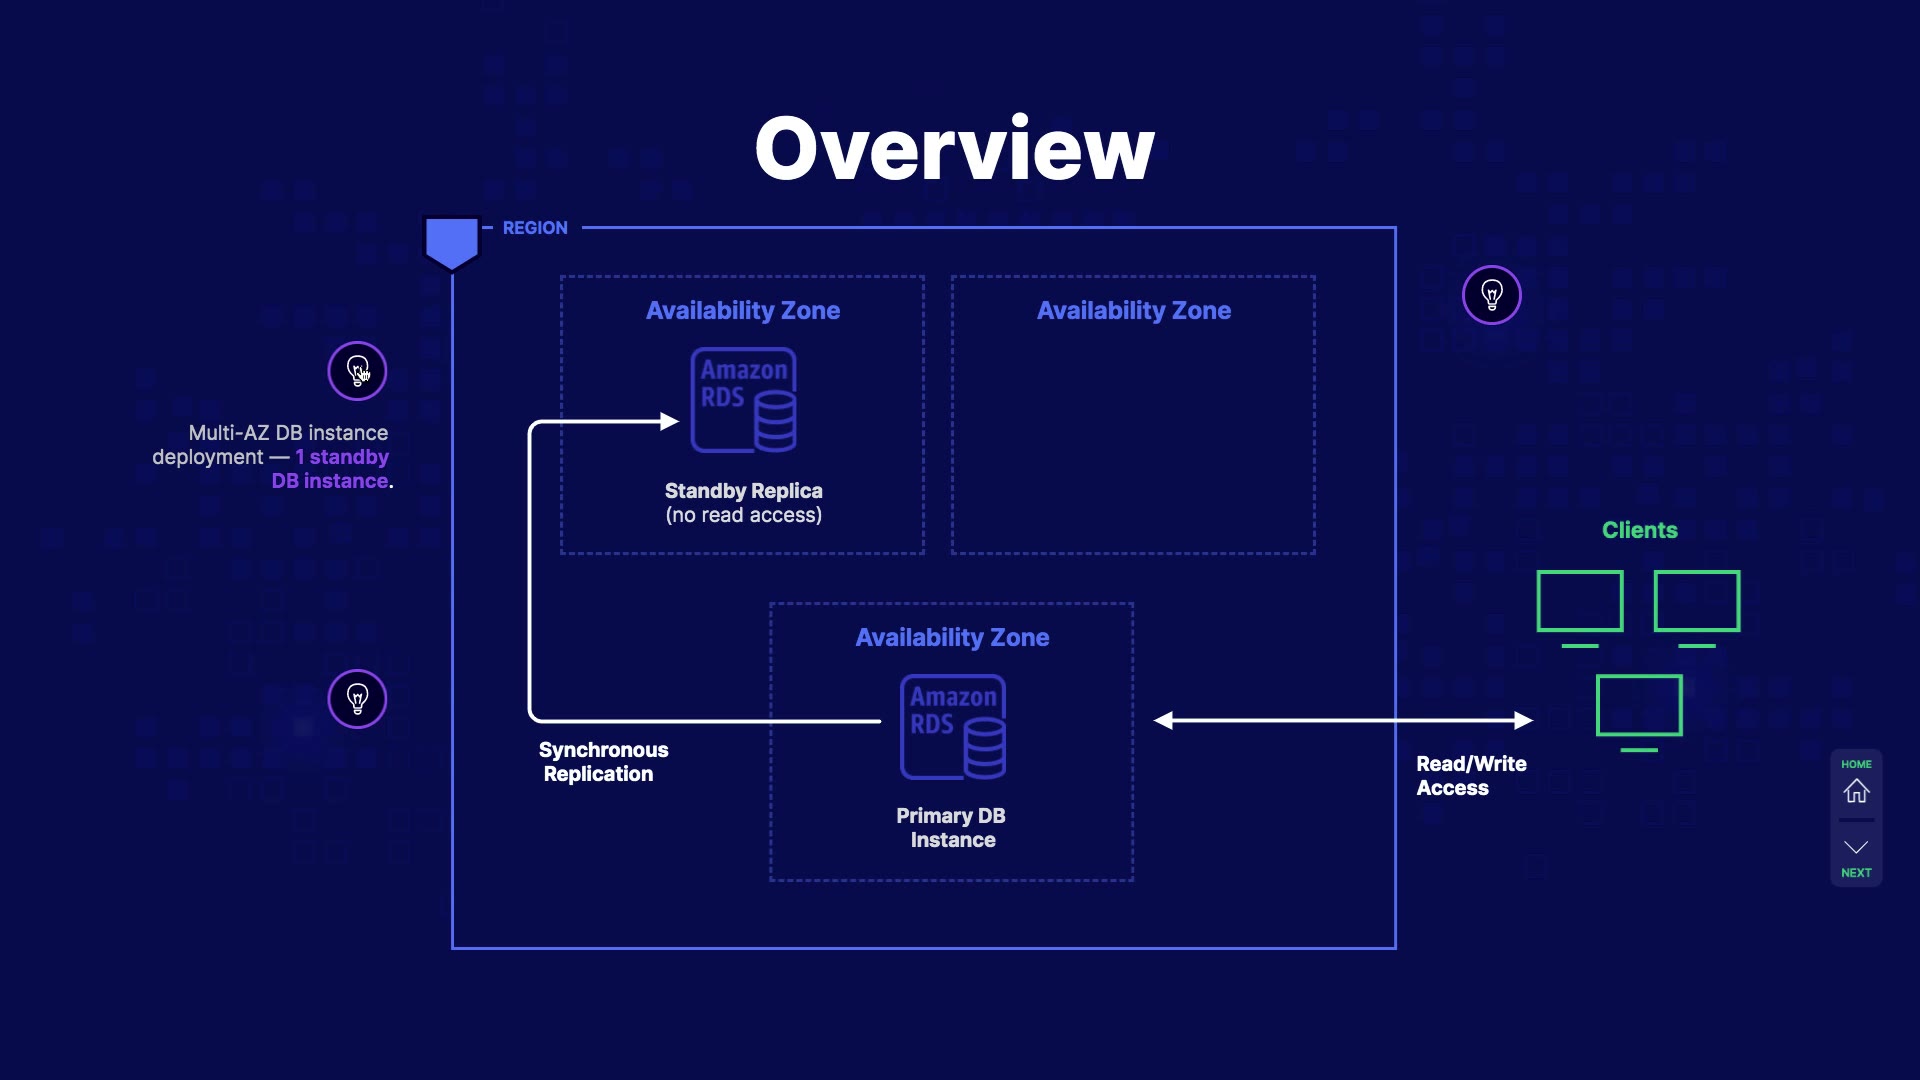 Overview
REGION
Availability Zone
Amazon
RDS
Standby Replica
(no read access)
Availability Zone
Multi-AZ DB instance
deployment — 1 standby
DB instance.
Availability Zone
Amazon
RDS
Primary DB
Instance
Synchronous
Replication
Clients
Read/Write
Access
HOME
NEXT